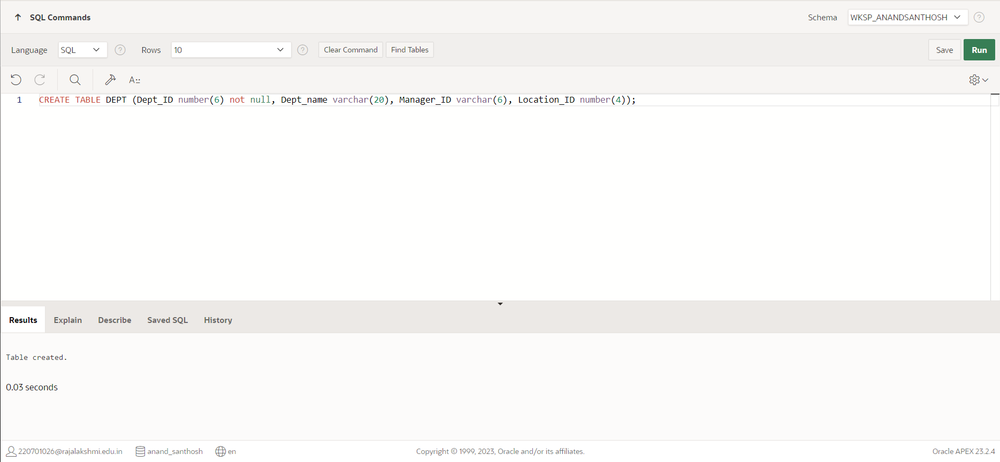 SQL Commands Schema WKSP_ANANDSANTHOSH ?
Language SQL ? Rows 10 ? Clear Command Find Tables Save Run
A::
1 CREATE TABLE DEPT (Dept_ID number(6) not null, Dept_name varchar(20), Manager_ID varchar(6), Location_ID number(4));
Results Explain Describe Saved SQL History
Table created.
0.03 seconds
220701026@rajalakshmi.edu.in anand_santhosh en Copyright © 1999, 2023, Oracle and/or its affiliates. Oracle APEX 23.2.4